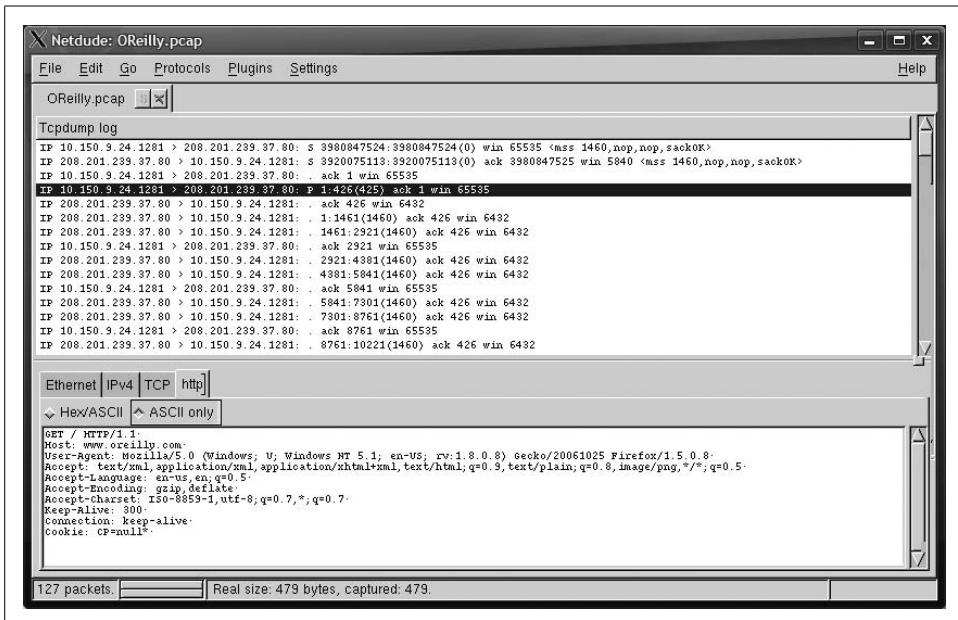 Netdude: OReilly.pcap
File Edit Go Protocols Plugins Settings Help
OReilly.pcap
Tcpdump log
IP 10.150.9.24.1281 > 208.201.239.37.80: S 3980847524:3980847524(0) win 65535 <mss 1460,nop,nop,sackOK>
IP 208.201.239.37.80 > 10.150.9.24.1281: S 3920075113:3920075113(0) ack 3980847525 win 5840 <mss 1460,nop,nop,sackOK>
IP 10.150.9.24.1281 > 208.201.239.37.80: . ack 1 win 65535
IP 10.150.9.24.1281 > 208.201.239.37.80: P 1:426(425) ack 1 win 65535
IP 208.201.239.37.80 > 10.150.9.24.1281: . ack 426 win 6432
IP 208.201.239.37.80 > 10.150.9.24.1281: . 1:1461(1460) ack 426 win 6432
IP 208.201.239.37.80 > 10.150.9.24.1281: . 1461:2921(1460) ack 426 win 6432
IP 10.150.9.24.1281 > 208.201.239.37.80: . ack 2921 win 65535
IP 208.201.239.37.80 > 10.150.9.24.1281: . 2921:4381(1460) ack 426 win 6432
IP 208.201.239.37.80 > 10.150.9.24.1281: . 4381:5841(1460) ack 426 win 6432
IP 10.150.9.24.1281 > 208.201.239.37.80: . ack 5841 win 65535
IP 208.201.239.37.80 > 10.150.9.24.1281: . 5841:7301(1460) ack 426 win 6432
IP 208.201.239.37.80 > 10.150.9.24.1281: . 7301:8761(1460) ack 426 win 6432
IP 10.150.9.24.1281 > 208.201.239.37.80: . ack 8761 win 65535
IP 208.201.239.37.80 > 10.150.9.24.1281: . 8761:10221(1460) ack 426 win 6432
Ethernet IPv4 TCP http]
Hex/ASCII ASCII only
GET / HTTP/1.1·
Host: www.oreilly.com·
User-Agent: Mozilla/5.0 (Windows; U; Windows NT 5.1; en-US; rv:1.8.0.8) Gecko/20061025 Firefox/1.5.0.8·
Accept: text/xml,application/xml,application/xhtml+xml,text/html;q=0.9,text/plain;q=0.8,image/png,*/*;q=0.5·
Accept-Language: en-us,en;q=0.5·
Accept-Encoding: gzip,deflate·
Accept-Charset: ISO-8859-1,utf-8;q=0.7,*;q=0.7·
Keep-Alive: 300·
Connection: keep-alive·
Cookie: CP=null*·
127 packets. Real size: 479 bytes, captured: 479.